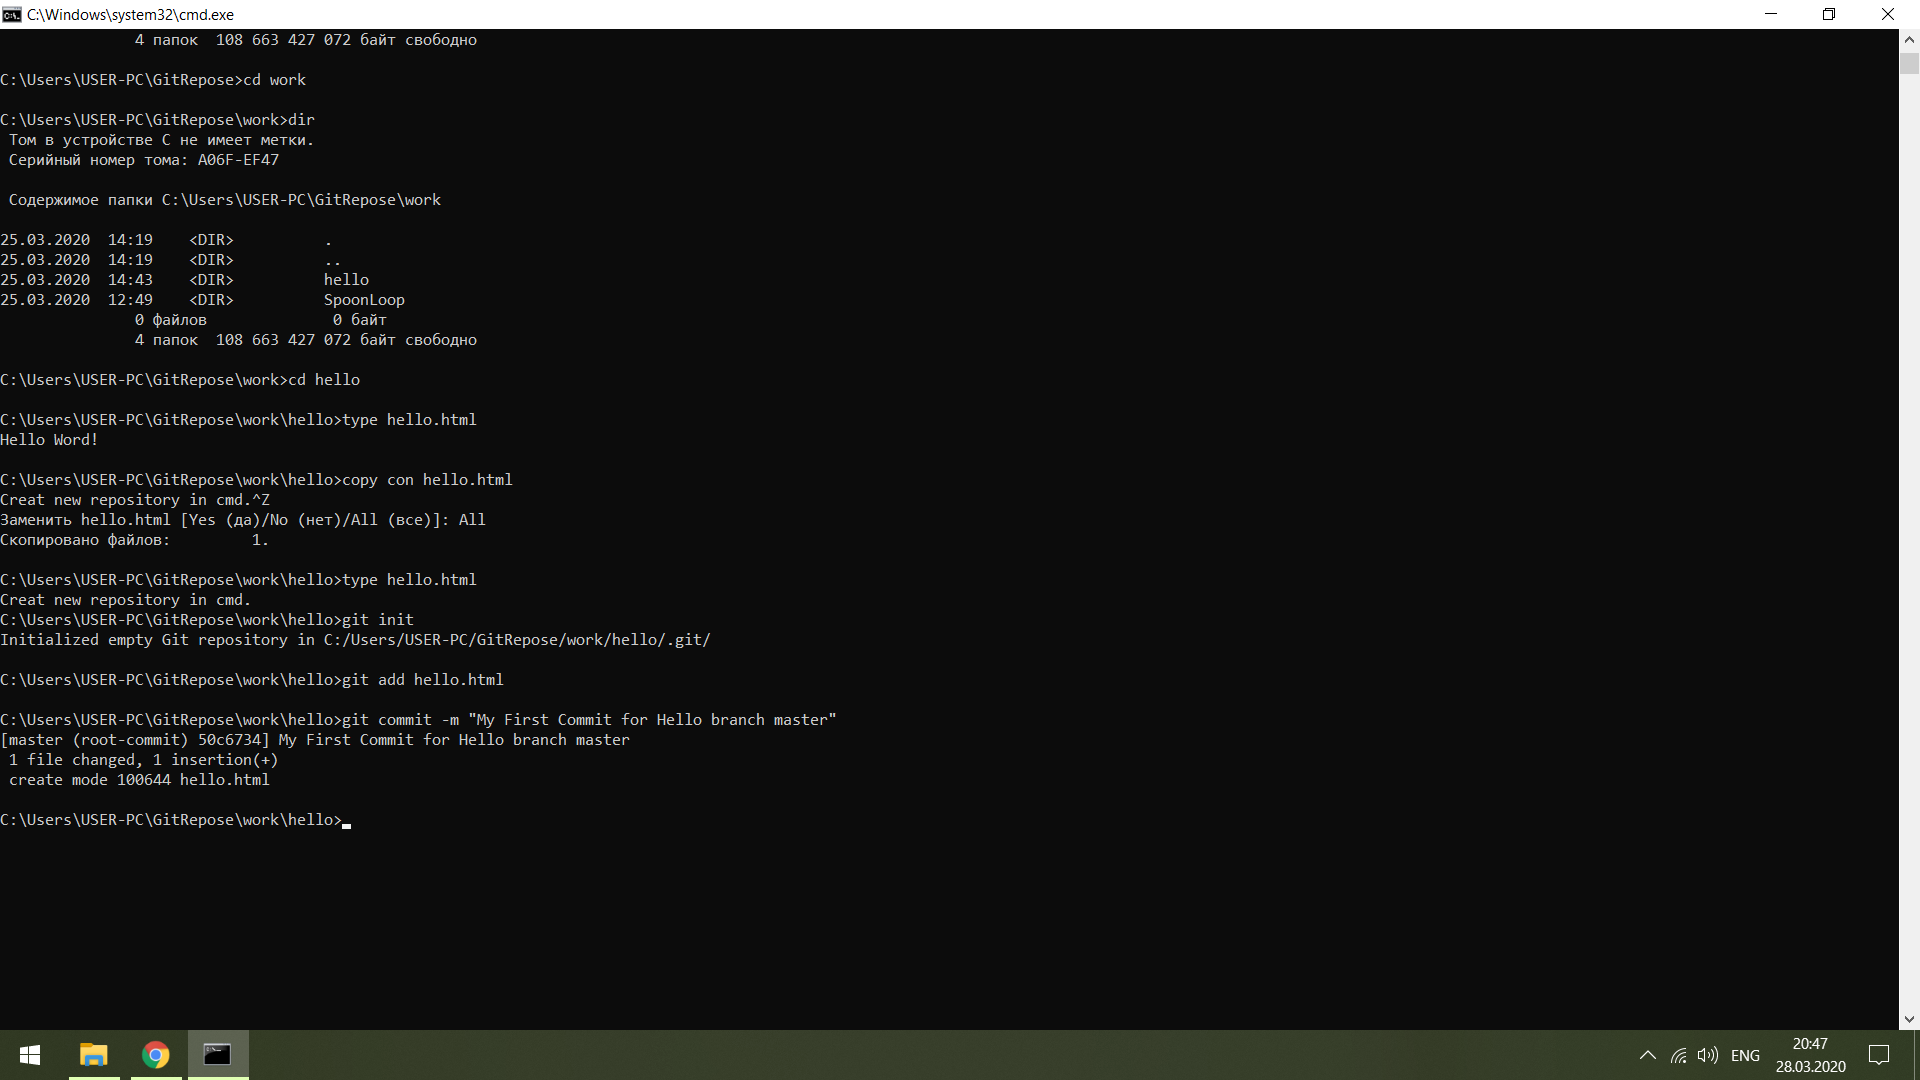 C:\Windows\system32\cmd.exe
4 папок  108 663 427 072 байт свободно
C:\Users\USER-PC\GitRepose>cd work
C:\Users\USER-PC\GitRepose\work>dir
Том в устройстве C не имеет метки.
Серийный номер тома: A06F-EF47
Содержимое папки C:\Users\USER-PC\GitRepose\work
25.03.2020  14:19    <DIR>          .
25.03.2020  14:19    <DIR>          ..
25.03.2020  14:43    <DIR>          hello
25.03.2020  12:49    <DIR>          SpoonLoop
0 файлов              0 байт
4 папок  108 663 427 072 байт свободно
C:\Users\USER-PC\GitRepose\work>cd hello
C:\Users\USER-PC\GitRepose\work\hello>type hello.html
Hello Word!
C:\Users\USER-PC\GitRepose\work\hello>copy con hello.html
Creat new repository in cmd.^Z
Заменить hello.html [Yes (да)/No (нет)/All (все)]: All
Скопировано файлов:         1.
C:\Users\USER-PC\GitRepose\work\hello>type hello.html
Creat new repository in cmd.
C:\Users\USER-PC\GitRepose\work\hello>git init
Initialized empty Git repository in C:/Users/USER-PC/GitRepose/work/hello/.git/
C:\Users\USER-PC\GitRepose\work\hello>git add hello.html
C:\Users\USER-PC\GitRepose\work\hello>git commit -m "My First Commit for Hello branch master"
[master (root-commit) 50c6734] My First Commit for Hello branch master
1 file changed, 1 insertion(+)
create mode 100644 hello.html
C:\Users\USER-PC\GitRepose\work\hello>
ENG
20:47
28.03.2020